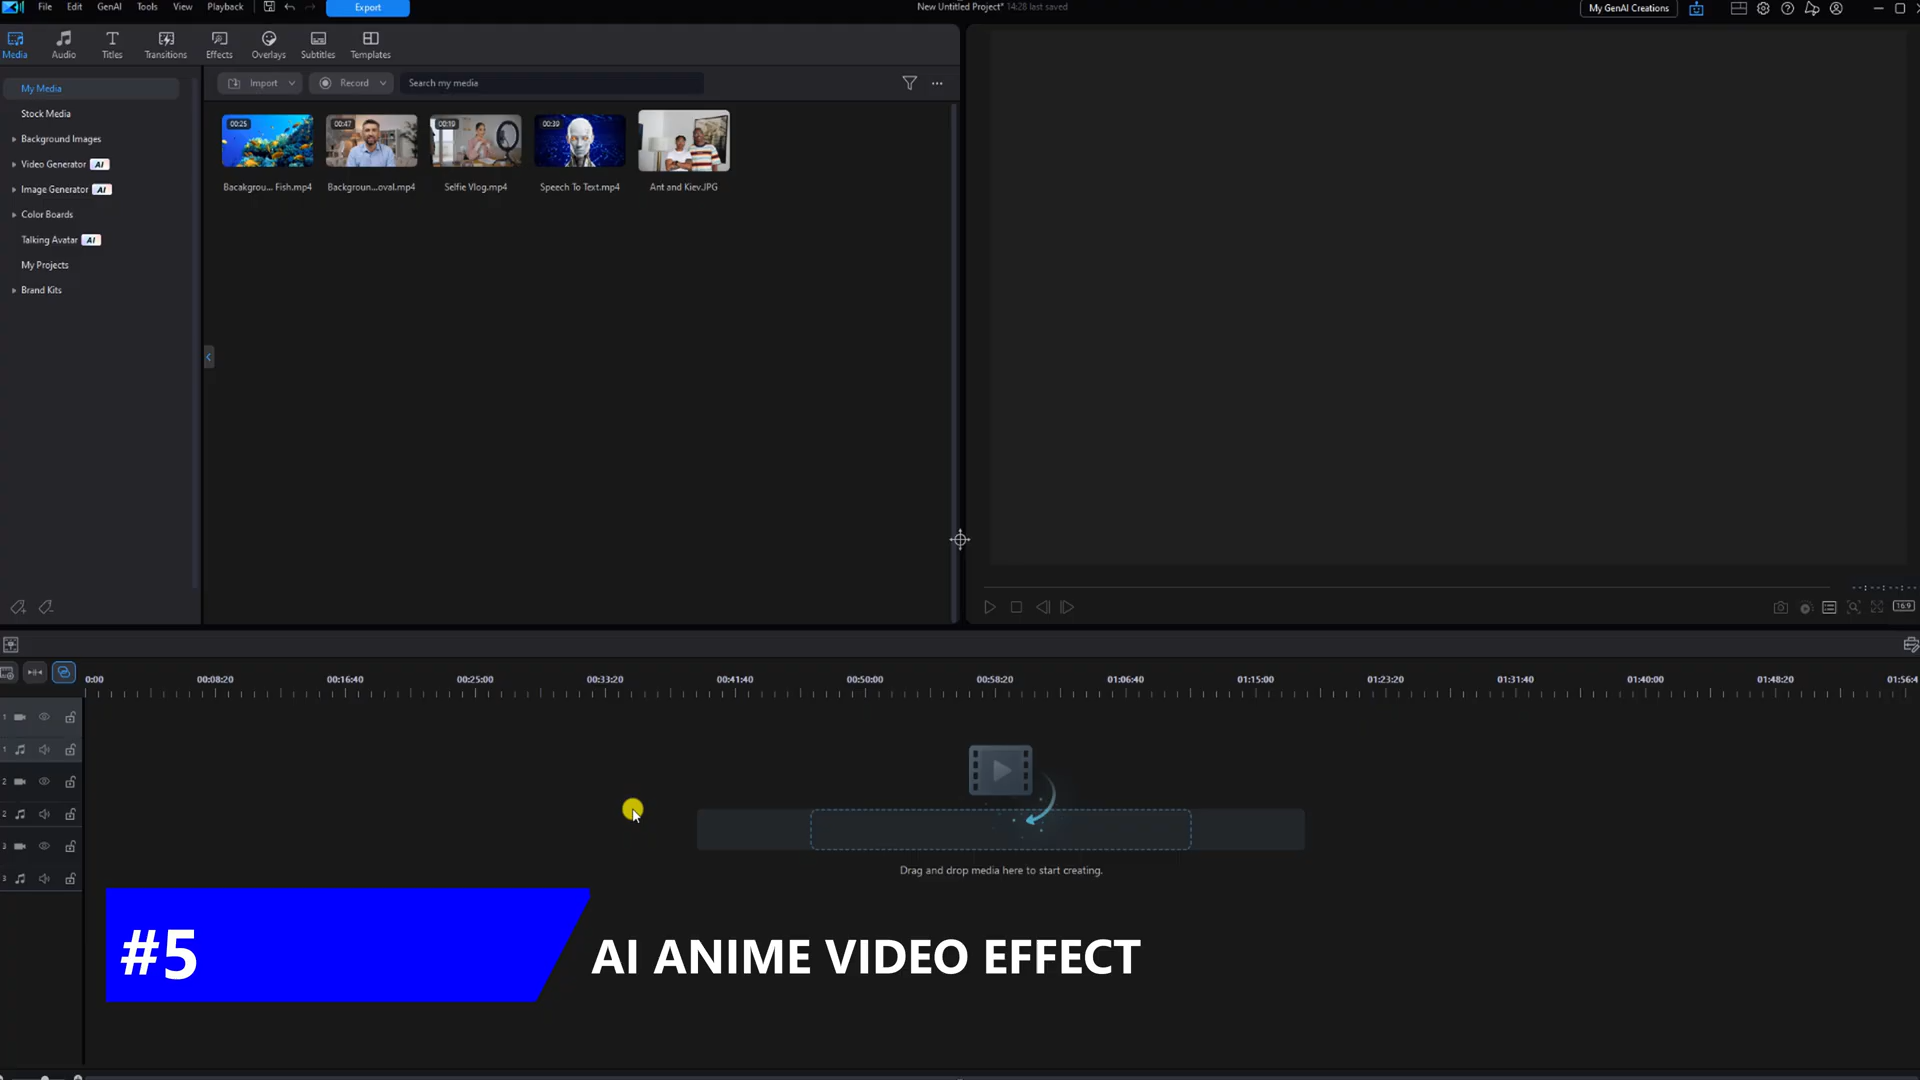 File Edit GenAI Tools View Playback Export New Untitled Project* 14:28 last saved My GenAI Creations
Media Audio Titles Transitions Effects Overlays Subtitles Templates
My Media
Stock Media
Background Images
Video Generator AI
Image Generator AI
Color Boards
Talking Avatar AI
My Projects
Brand Kits
Import Record Search my media
00:25 00:47 00:19 00:39
Bacakgrou... Fish.mp4 Backgroun...oval.mp4 Selfie Vlog.mp4 Speech To Text.mp4 Ant and Kiev.JPG
16:9
0:00 00:08:20 00:16:40 00:25:00 00:33:20 00:41:40 00:50:00 00:58:20 01:06:40 01:15:00 01:23:20 01:31:40 01:40:00 01:48:20 01:56:4
1
1
2
2
3
3
Drag and drop media here to start creating.
#5 AI ANIME VIDEO EFFECT